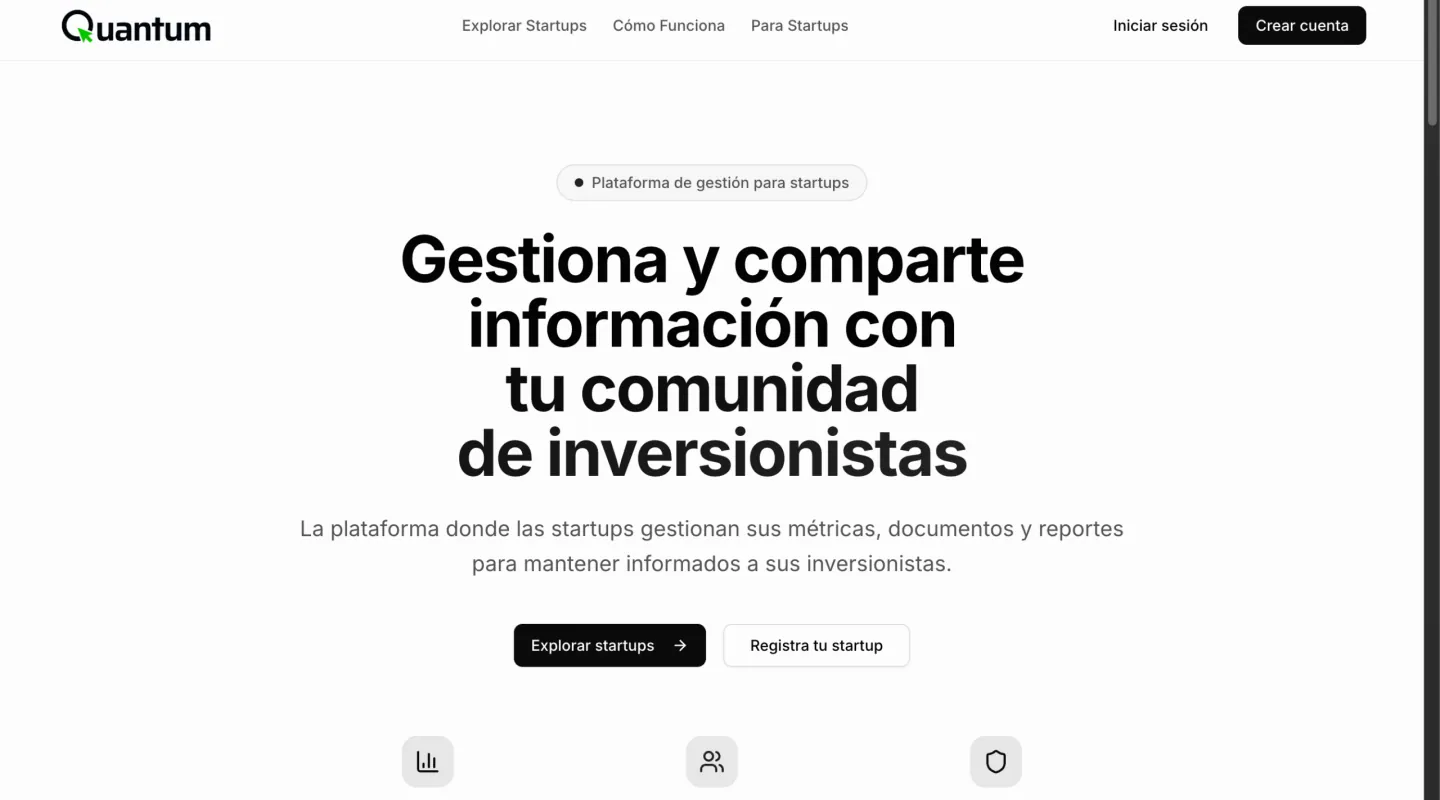 Quantum
Explorar Startups
Cómo Funciona
Para Startups
Iniciar sesión
Crear cuenta
Plataforma de gestión para startups
Gestiona y comparte
información con
tu comunidad
de inversionistas
La plataforma donde las startups gestionan sus métricas, documentos y reportes
para mantener informados a sus inversionistas.
Explorar startups
Registra tu startup